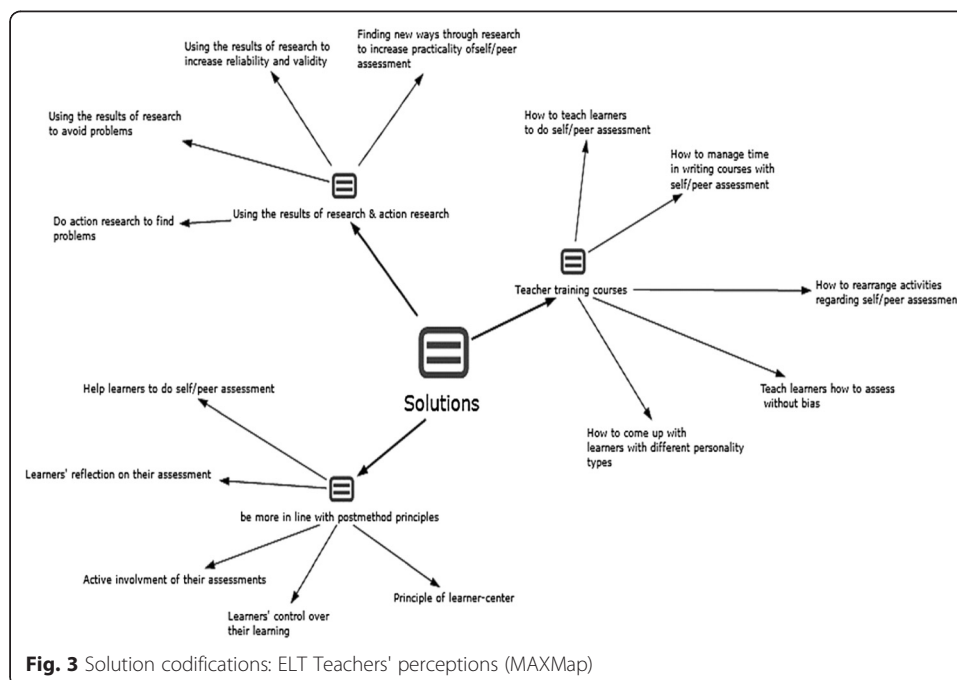 Using the results of research to
increase reliability and validity
Finding new ways through research
to increase practicality ofself/peer
assessment
Using the results of research
to avoid problems
Do action research to find
problems
Using the results of research & action research
How to teach learners
to do self/peer assessment
How to manage time
in writing courses with
self/peer assessment
Teacher training courses
How to rearrange activities
regarding self/peer assessment
Teach learners how to assess
without bias
How to come up with
learners with different personality
types
Solutions
Help learners to do self/peer assessment
Learners' reflection on their assessment
be more in line with postmethod principles
Active involvment of their assessments
Learners' control over
their learning
Principle of learner-center
Fig. 3 Solution codifications: ELT Teachers' perceptions (MAXMap)